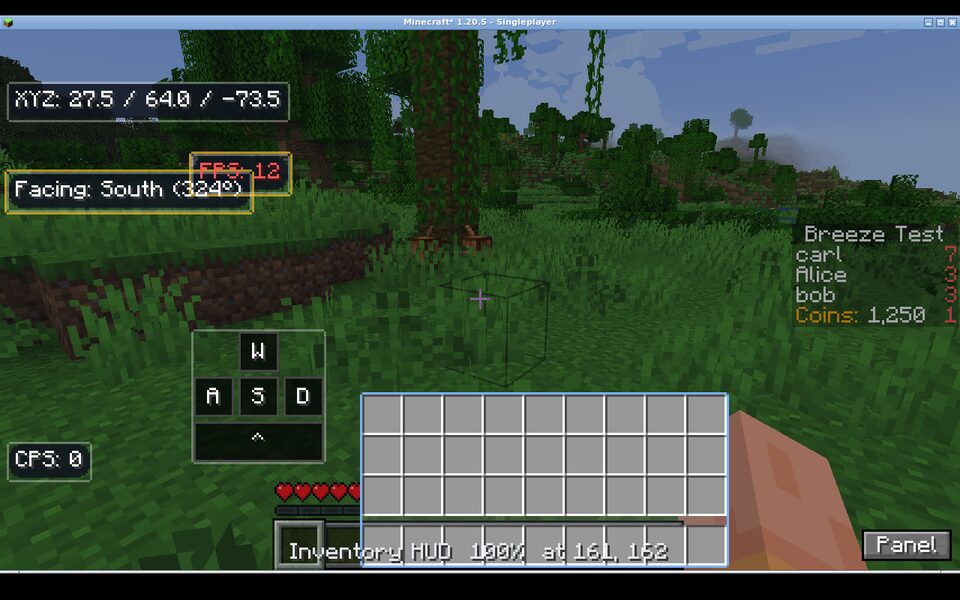 Minecraft* 1.20.5 - Singleplayer
XYZ: 27.5 / 64.0 / -73.5
FPS: 12
Facing: South (324°)
Breeze Test
carl 7
Alice 3
bob 3
Coins: 1,250 1
W
A S D
^
CPS: 0
Inventory HUD 100% at 161, 152
Panel